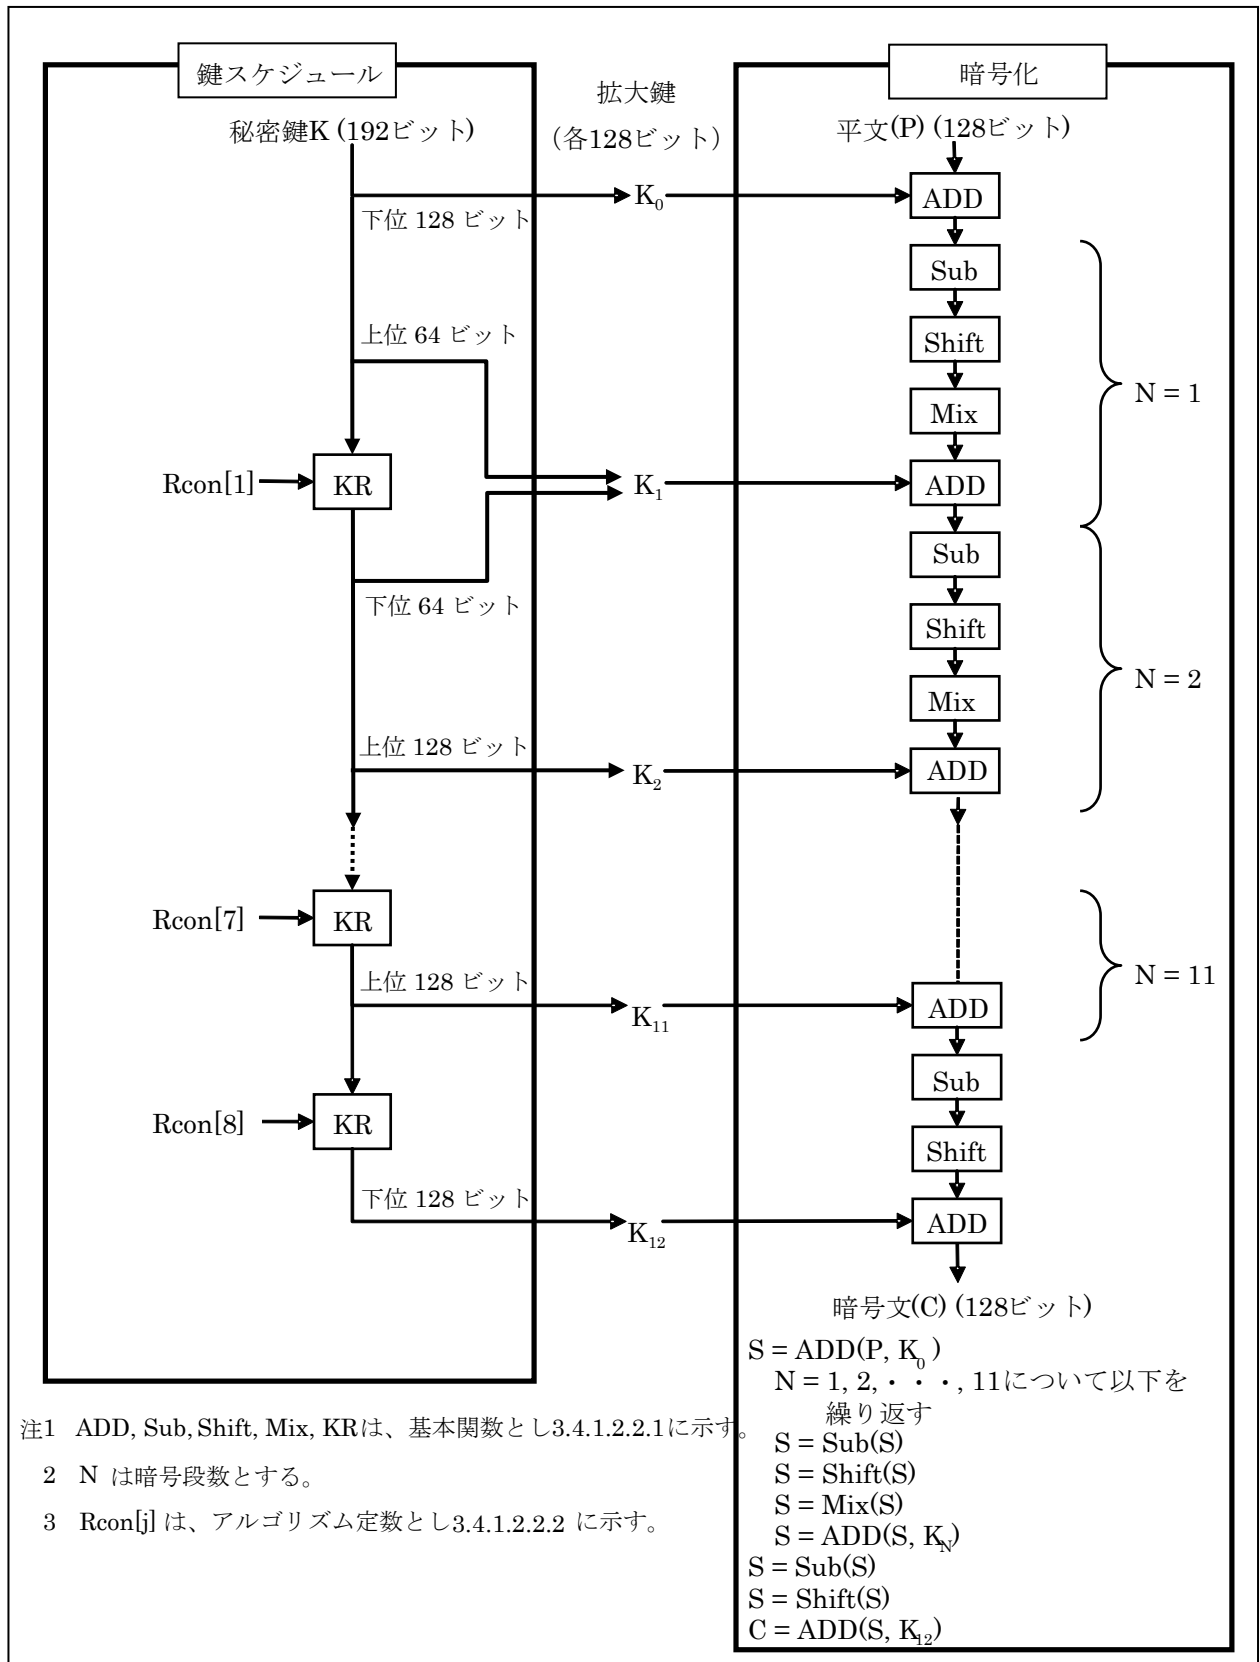 鍵スケジュール
秘密鍵K (192ビット)
拡大鍵
（各128ビット）
暗号化
平文(P) (128ビット)
下位 128 ビット
K0
ADD
Sub
上位 64 ビット
Shift
Mix
N = 1
Rcon[1]
KR
K1
ADD
Sub
下位 64 ビット
Shift
Mix
N = 2
上位 128 ビット
K2
ADD
Rcon[7]
KR
上位 128 ビット
K11
ADD
N = 11
Sub
Rcon[8]
KR
Shift
下位 128 ビット
K12
ADD
暗号文(C) (128ビット)
S = ADD(P, K0)
N = 1, 2,・・・, 11について以下を
繰り返す
S = Sub(S)
S = Shift(S)
S = Mix(S)
S = ADD(S, KN)
S = Sub(S)
S = Shift(S)
C = ADD(S, K12)
注1 ADD, Sub, Shift, Mix, KRは、基本関数とし3.4.1.2.2.1に示す。
2 N は暗号段数とする。
3 Rcon[j] は、アルゴリズム定数とし3.4.1.2.2.2 に示す。